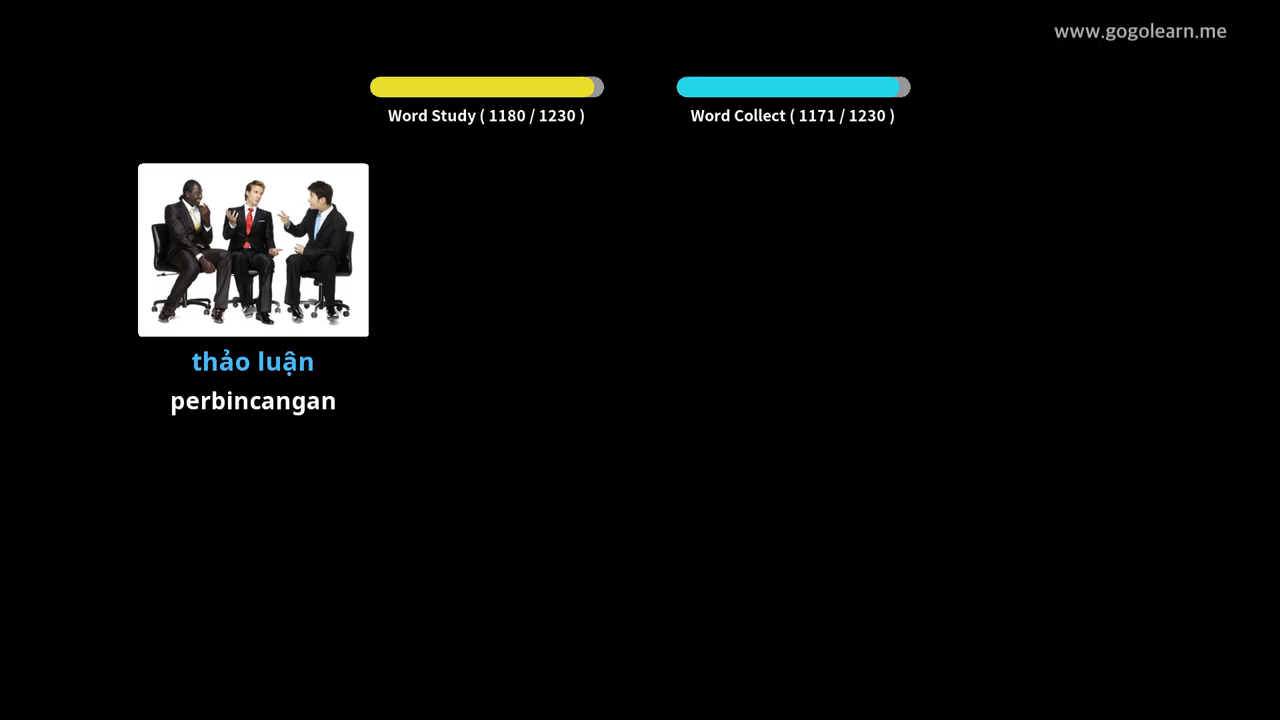 www.gogolearn.me
Word Study ( 1180 / 1230 )
Word Collect ( 1171 / 1230 )
thảo luận
perbincangan